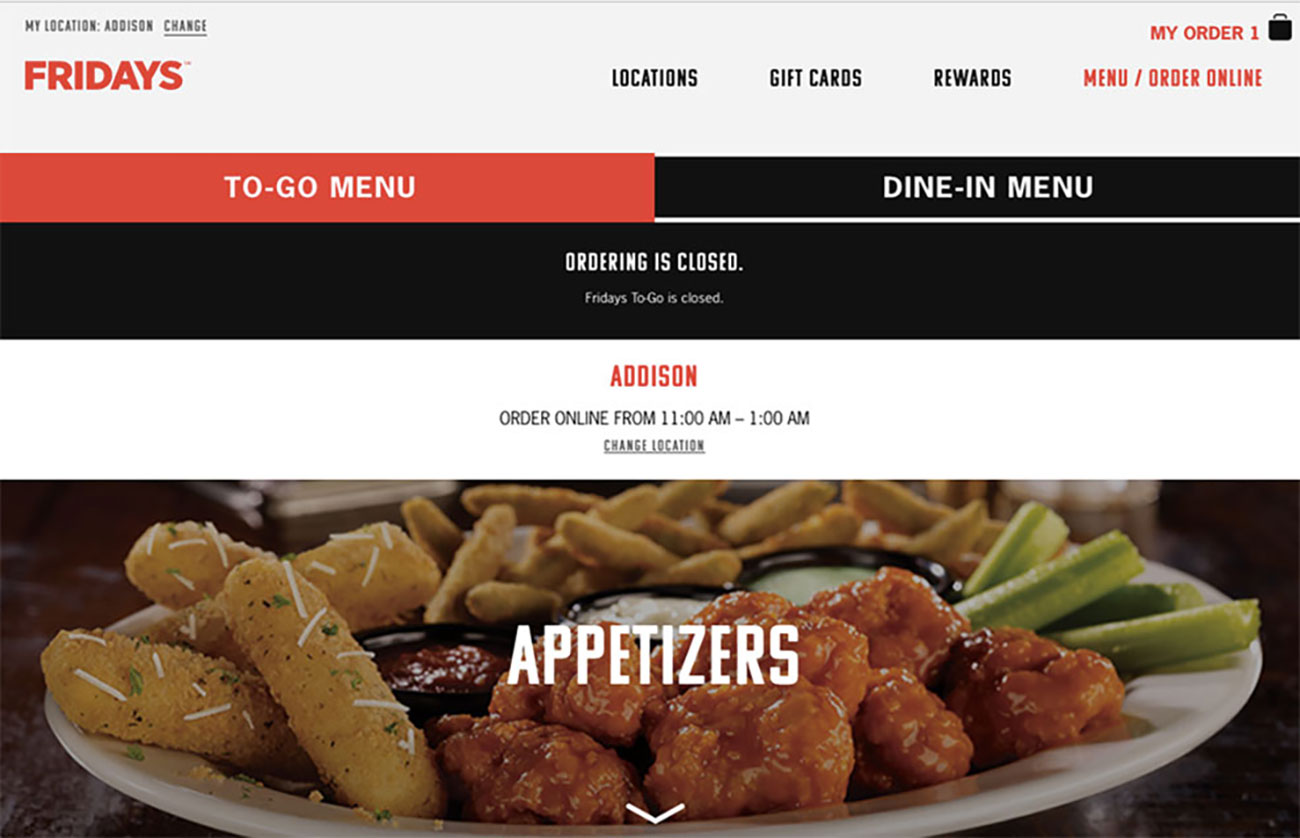 MY LOCATION: ADDISON CHANGE
MY ORDER 1
FRIDAYS™
LOCATIONS
GIFT CARDS
REWARDS
MENU / ORDER ONLINE
TO-GO MENU
DINE-IN MENU
ORDERING IS CLOSED.
Fridays To-Go is closed.
ADDISON
ORDER ONLINE FROM 11:00 AM – 1:00 AM
CHANGE LOCATION
APPETIZERS